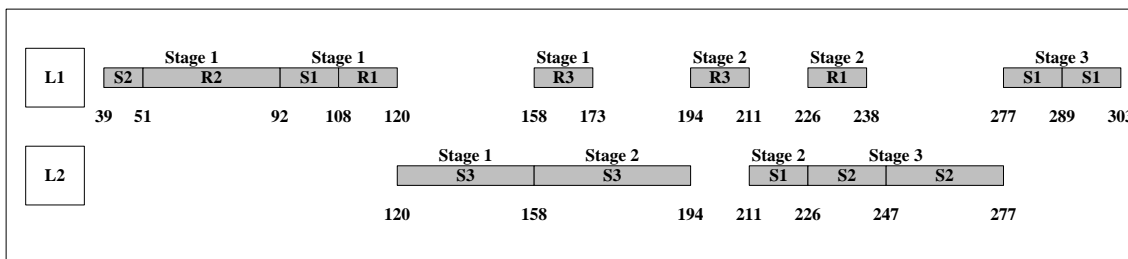 Stage 1 Stage 1 Stage 1 Stage 2 Stage 2 Stage 3
L1 S2 R2 S1 R1 R3 R3 R1 S1 S1
39 51 92 108 120 158 173 194 211 226 238 277 289 303
Stage 1 Stage 2 Stage 2 Stage 3
L2 S3 S3 S1 S2 S2
120 158 194 211 226 247 277